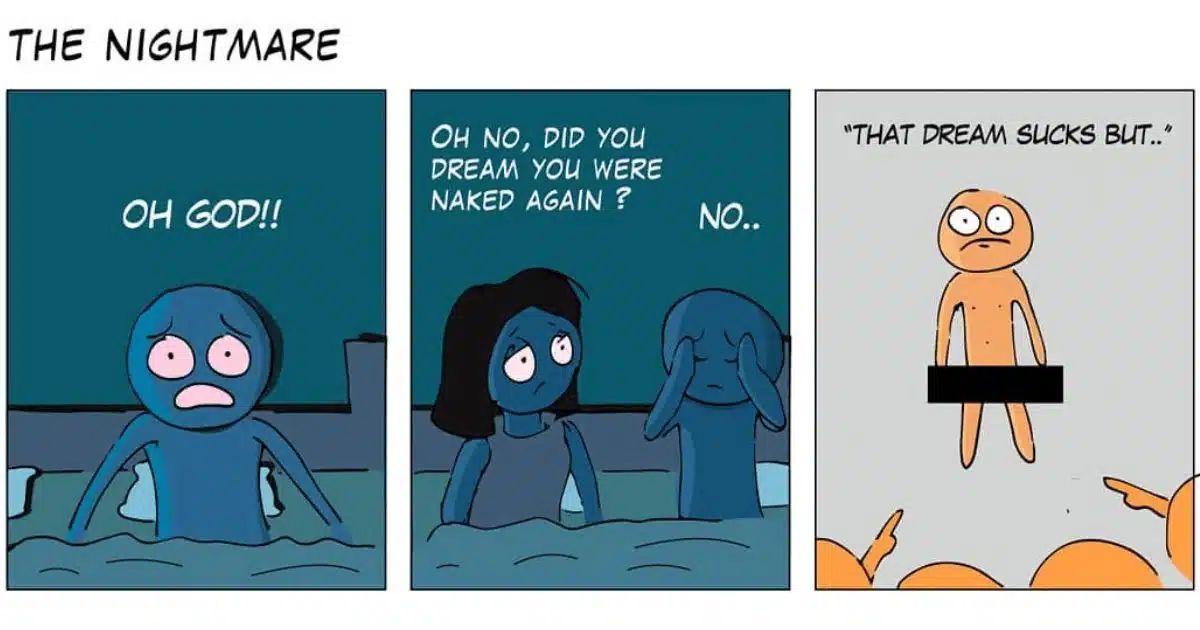 THE NIGHTMARE
OH GOD!!
OH NO, DID YOU
DREAM YOU WERE
NAKED AGAIN ?
NO..
"THAT DREAM SUCKS BUT.."